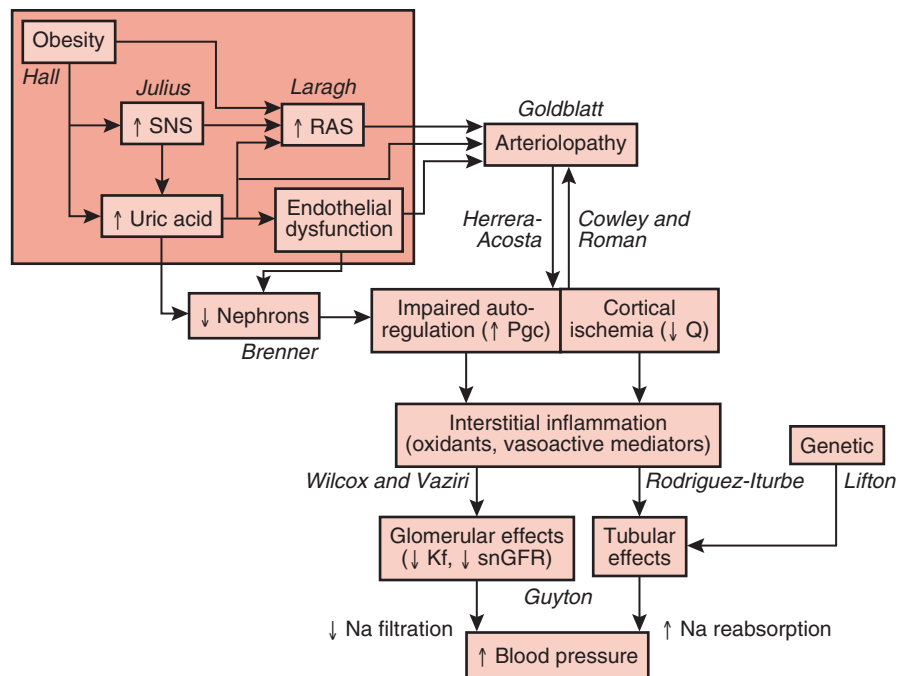 Obesity
Hall
Julius
Laragh
↑ SNS
↑ RAS
Goldblatt
Arteriolopathy
↑ Uric acid
Endothelial
dysfunction
Herrera-
Acosta
Cowley and
Roman
↓ Nephrons
Brenner
Impaired auto-
regulation (↑ Pgc)
Cortical
ischemia (↓ Q)
Interstitial inflammation
(oxidants, vasoactive mediators)
Genetic
Wilcox and Vaziri
Rodriguez-Iturbe
Lifton
Glomerular effects
(↓ Kf, ↓ snGFR)
Tubular
effects
Guyton
↓ Na filtration
↑ Na reabsorption
↑ Blood pressure